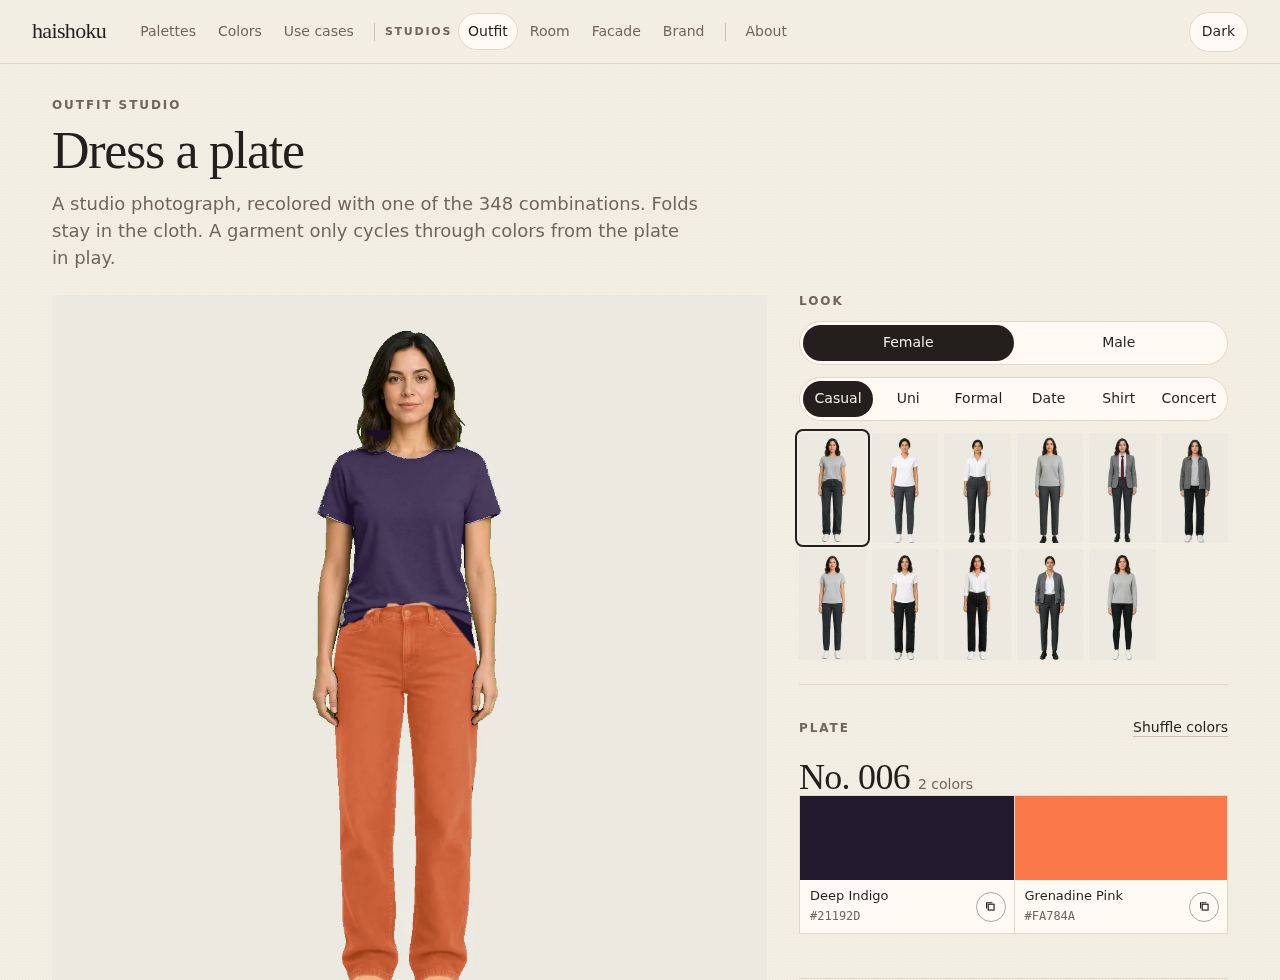 haishoku
Palettes
Colors
Use cases
STUDIOS
Outfit
Room
Facade
Brand
About
Dark
OUTFIT STUDIO
Dress a plate
A studio photograph, recolored with one of the 348 combinations. Folds
stay in the cloth. A garment only cycles through colors from the plate
in play.
LOOK
Female
Male
Casual
Uni
Formal
Date
Shirt
Concert
PLATE
Shuffle colors
No. 006
2 colors
Deep Indigo
#21192D
Grenadine Pink
#FA784A